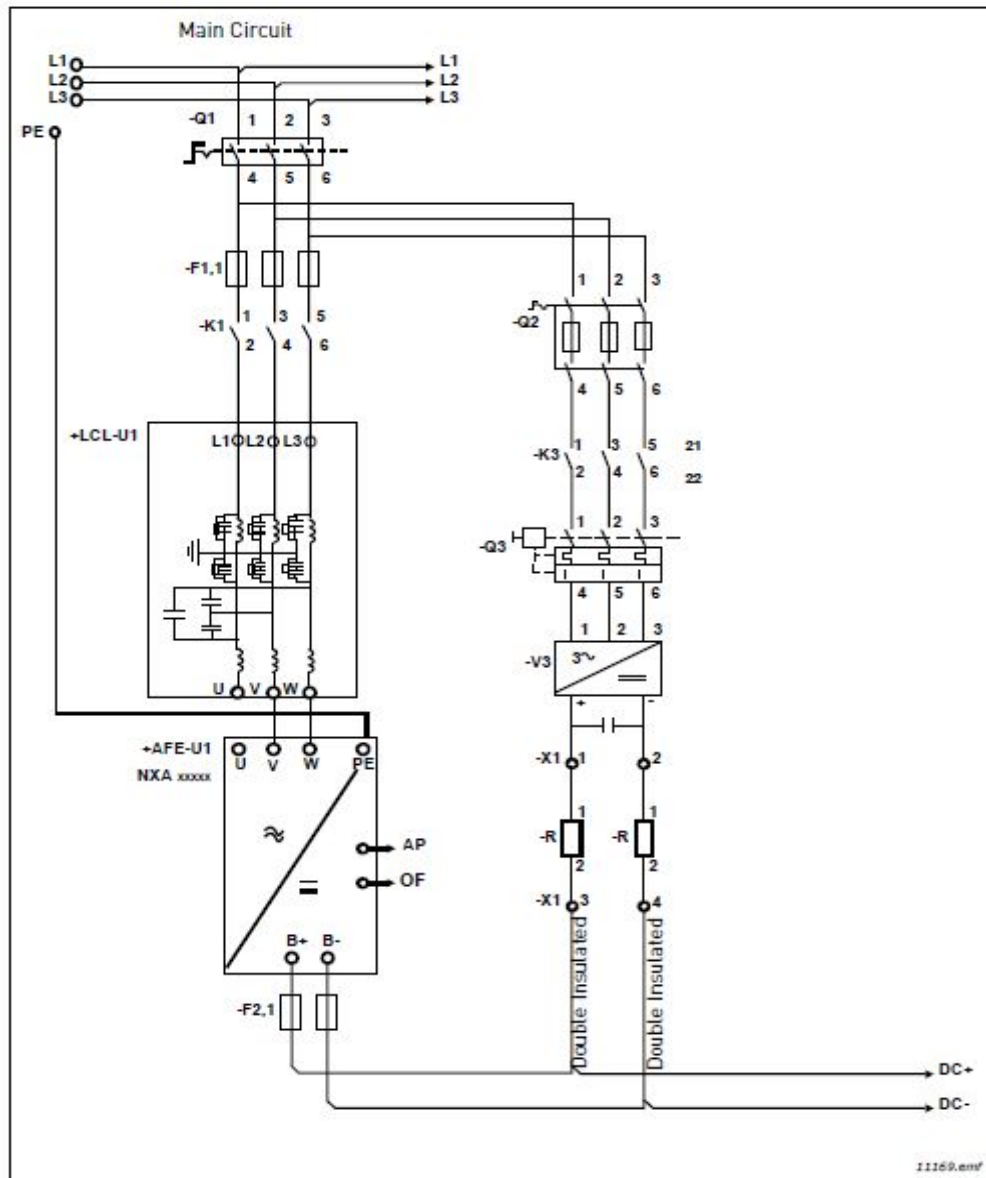 Main Circuit
L1 L1
L2 L2
L3 L3
PE
-Q1 1 2 3
4 5 6
-F1,1
1 2 3
-Q2
-K1 1 3 5
2 4 6
4 5 6
+LCL-U1 L1 L2 L3
-K3 1 3 5 21
2 4 6 22
1 2 3
-Q3
4 5 6
1 2 3
-V3 3~
+ -
U V W
+AFE-U1
NXA xxxxx
U V W PE
-X1 1 2
AP
OF
-R 1 -R 1
2 2
B+ B-
-X1 3 4
Double Insulated
Double Insulated
-F2,1
DC+
DC-
11169.emf